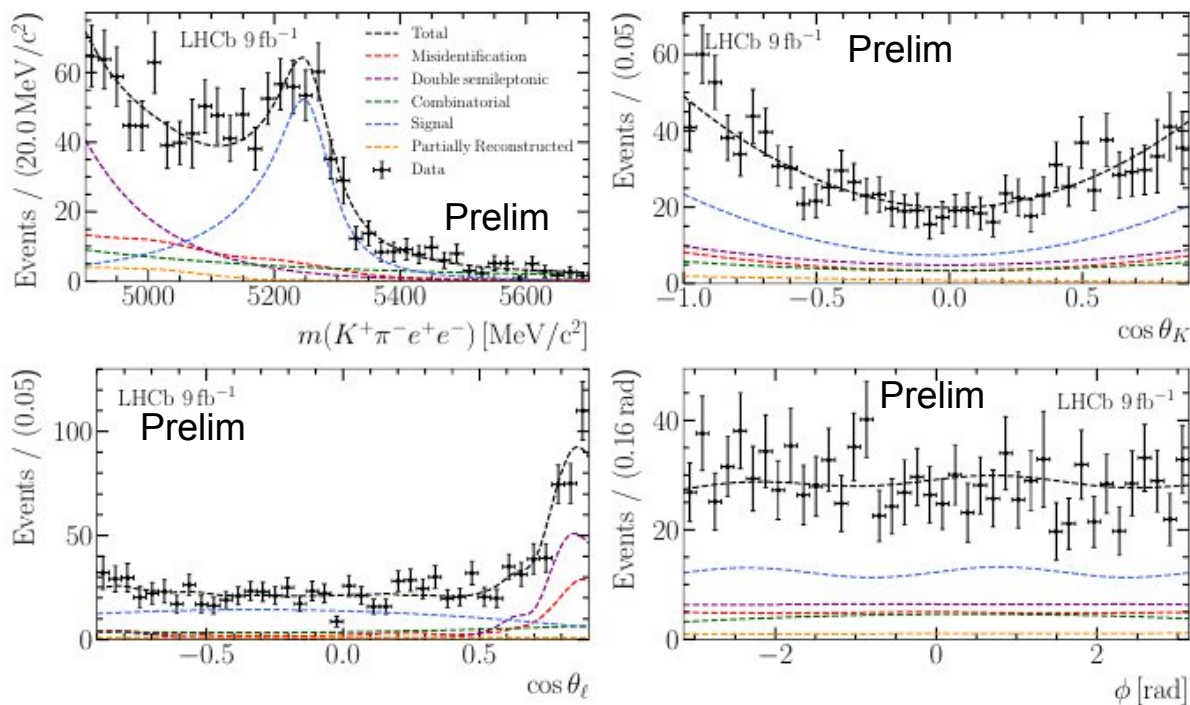 LHCb 9 fb⁻¹
Total
Misidentification
Double semileptonic
Combinatorial
Signal
Partially Reconstructed
Data
Prelim
Events / (20.0 MeV/c²)
60
40
20
0
5000 5200 5400 5600
m(K⁺π⁻e⁺e⁻) [MeV/c²]
LHCb 9 fb⁻¹
Prelim
Events / (0.05)
60
40
20
0
−1.0 −0.5 0.0 0.5
cos θ_K
LHCb 9 fb⁻¹
Prelim
Events / (0.05)
100
50
0
−0.5 0.0 0.5
cos θ_ℓ
Prelim
LHCb 9 fb⁻¹
Events / (0.16 rad)
40
20
0
−2 0 2
ϕ [rad]